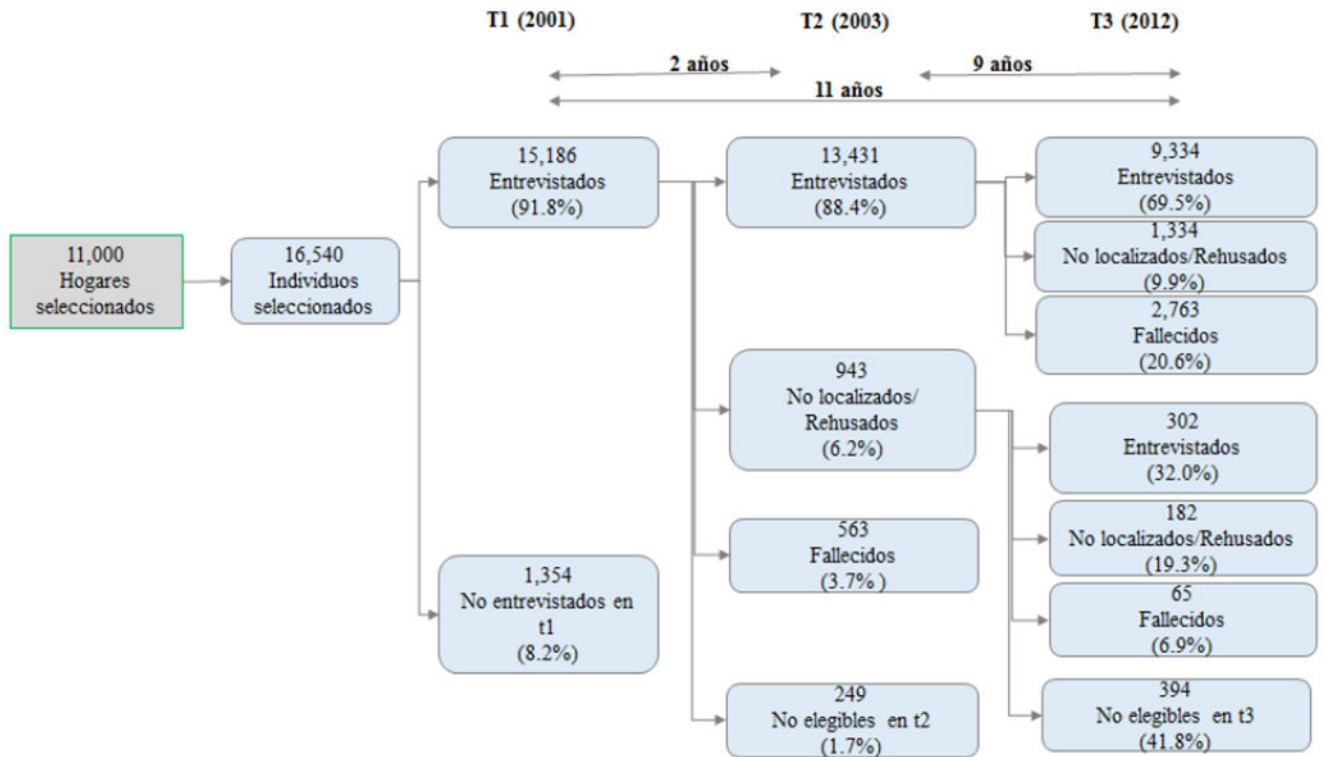 T1 (2001)
T2 (2003)
T3 (2012)
2 años
9 años
11 años
11,000
Hogares
seleccionados
16,540
Individuos
seleccionados
15,186
Entrevistados
(91.8%)
1,354
No entrevistados en
t1
(8.2%)
13,431
Entrevistados
(88.4%)
943
No localizados/
Rehusados
(6.2%)
563
Fallecidos
(3.7% )
249
No elegibles en t2
(1.7%)
9,334
Entrevistados
(69.5%)
1,334
No localizados/Rehusados
(9.9%)
2,763
Fallecidos
(20.6%)
302
Entrevistados
(32.0%)
182
No localizados/Rehusados
(19.3%)
65
Fallecidos
(6.9%)
394
No elegibles en t3
(41.8%)